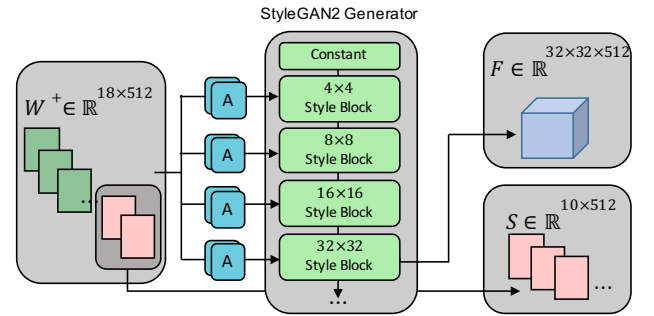 StyleGAN2 Generator
Constant
W + ∈ ℝ 18×512
...
A
4×4
Style Block
A
8×8
Style Block
A
16×16
Style Block
A
32×32
Style Block
...
F ∈ ℝ 32×32×512
S ∈ ℝ 10×512
...